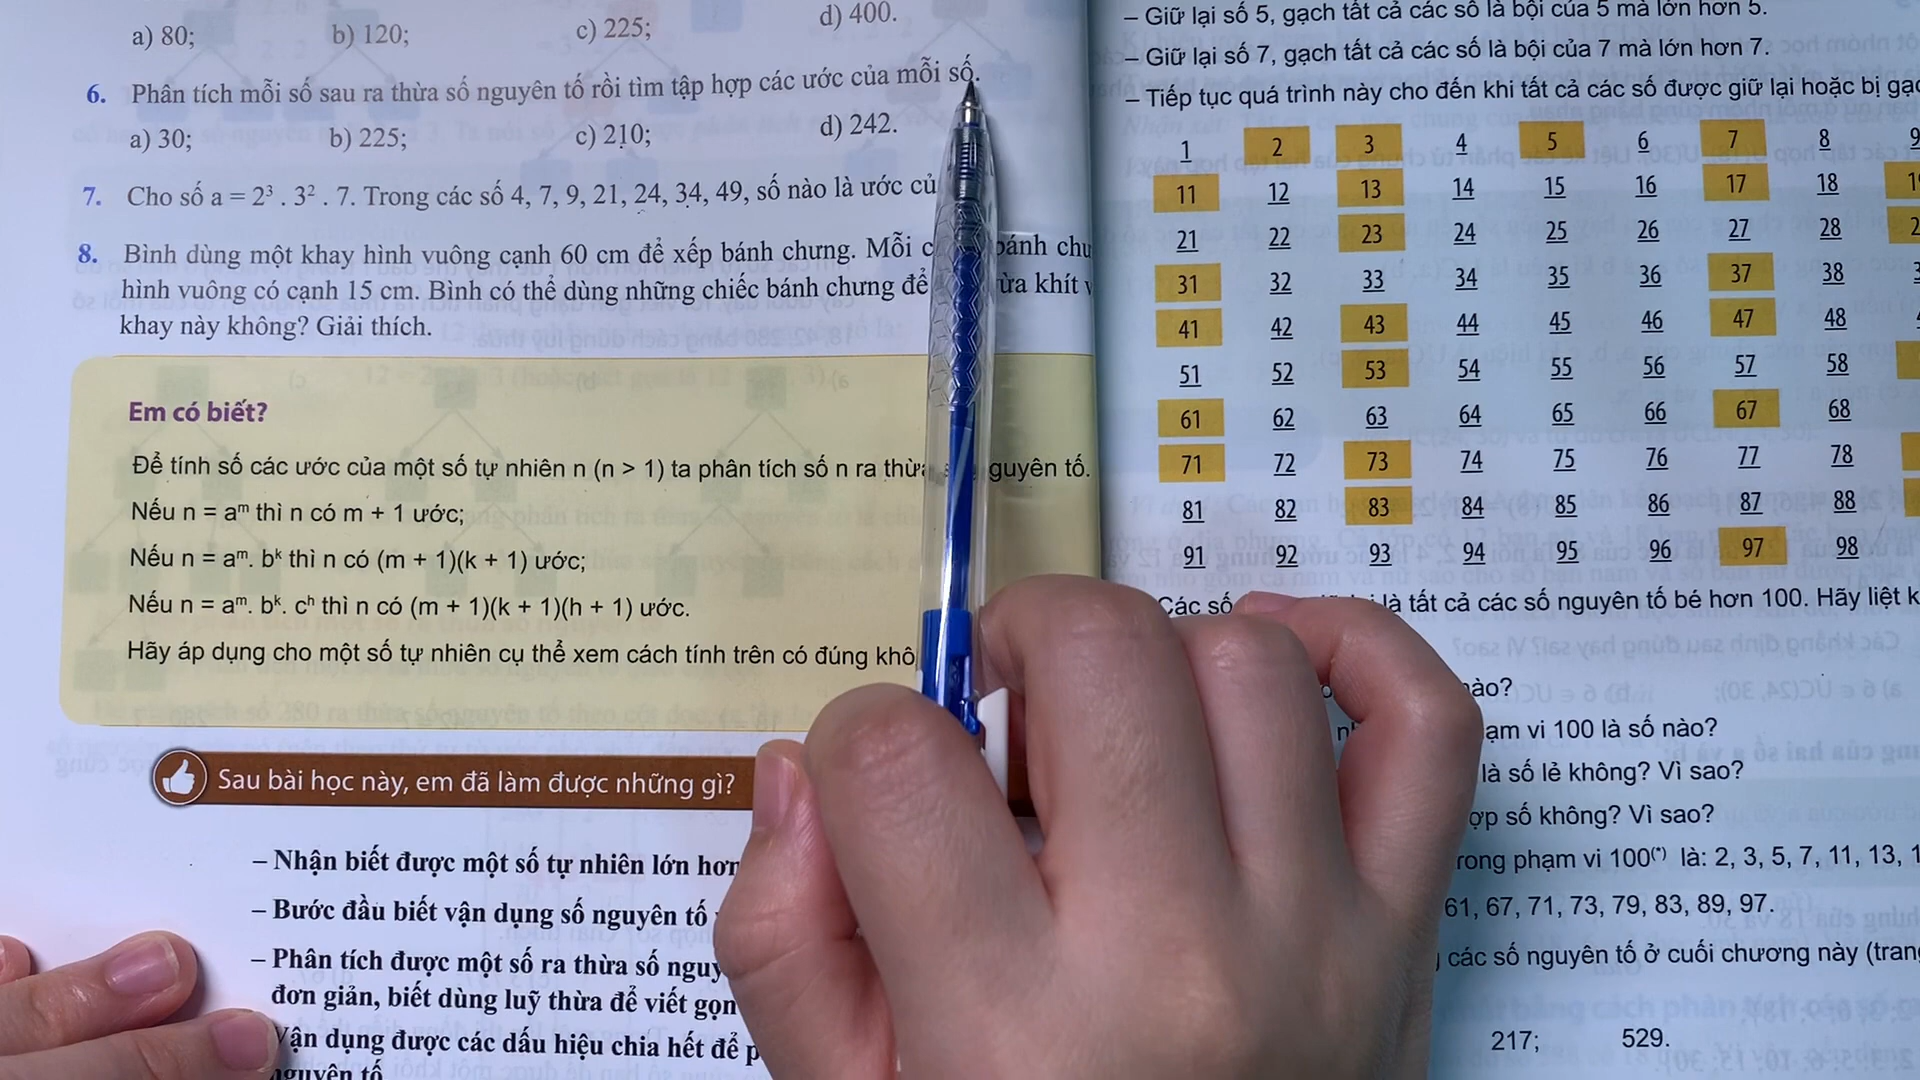 a) 80; b) 120; c) 225; d) 400.
6. Phân tích mỗi số sau ra thừa số nguyên tố rồi tìm tập hợp các ước của mỗi số.
a) 30; b) 225; c) 210; d) 242.
7. Cho số a = 2³ . 3² . 7. Trong các số 4, 7, 9, 21, 24, 34, 49, số nào là ước
8. Bình dùng một khay hình vuông cạnh 60 cm để xếp bánh chưng. Mỗi bánh
hình vuông có cạnh 15 cm. Bình có thể dùng những chiếc bánh chưng để khít
khay này không? Giải thích.
Em có biết?
Để tính số các ước của một số tự nhiên n (n > 1) ta phân tích số n ra nguyên tố.
Nếu n = aᵐ thì n có m + 1 ước;
Nếu n = aᵐ. bᵏ thì n có (m + 1)(k + 1) ước;
Nếu n = aᵐ. bᵏ. cʰ thì n có (m + 1)(k + 1)(h + 1) ước.
Hãy áp dụng cho một số tự nhiên cụ thể xem cách tính trên có đúng
Sau bài học này, em đã làm được những gì?
– Nhận biết được một số tự nhiên lớn
– Bước đầu biết vận dụng số nguyên tố
– Phân tích được một số ra thừa số
đơn giản, biết dùng luỹ thừa để viết gọn
Vận dụng được các dấu hiệu chia hết để
nguyên tố
– Giữ lại số 5, gạch tất cả các số là bội của 5 mà lớn hơn 5.
– Giữ lại số 7, gạch tất cả các số là bội của 7 mà lớn hơn 7.
– Tiếp tục quá trình này cho đến khi tất cả các số được giữ lại hoặc bị
1 2 3 4 5 6 7 8 9
11 12 13 14 15 16 17 18
21 22 23 24 25 26 27 28
31 32 33 34 35 36 37 38
41 42 43 44 45 46 47 48
51 52 53 54 55 56 57 58
61 62 63 64 65 66 67 68
71 72 73 74 75 76 77 78
81 82 83 84 85 86 87 88
91 92 93 94 95 96 97 98
Các số là tất cả các số nguyên tố bé hơn 100. Hãy liệt
nào?
phạm vi 100 là số nào?
là số lẻ không? Vì sao?
hợp số không? Vì sao?
trong phạm vi 100(*) là: 2, 3, 5, 7, 11, 13,
61, 67, 71, 73, 79, 83, 89, 97.
các số nguyên tố ở cuối chương này
217; 529.